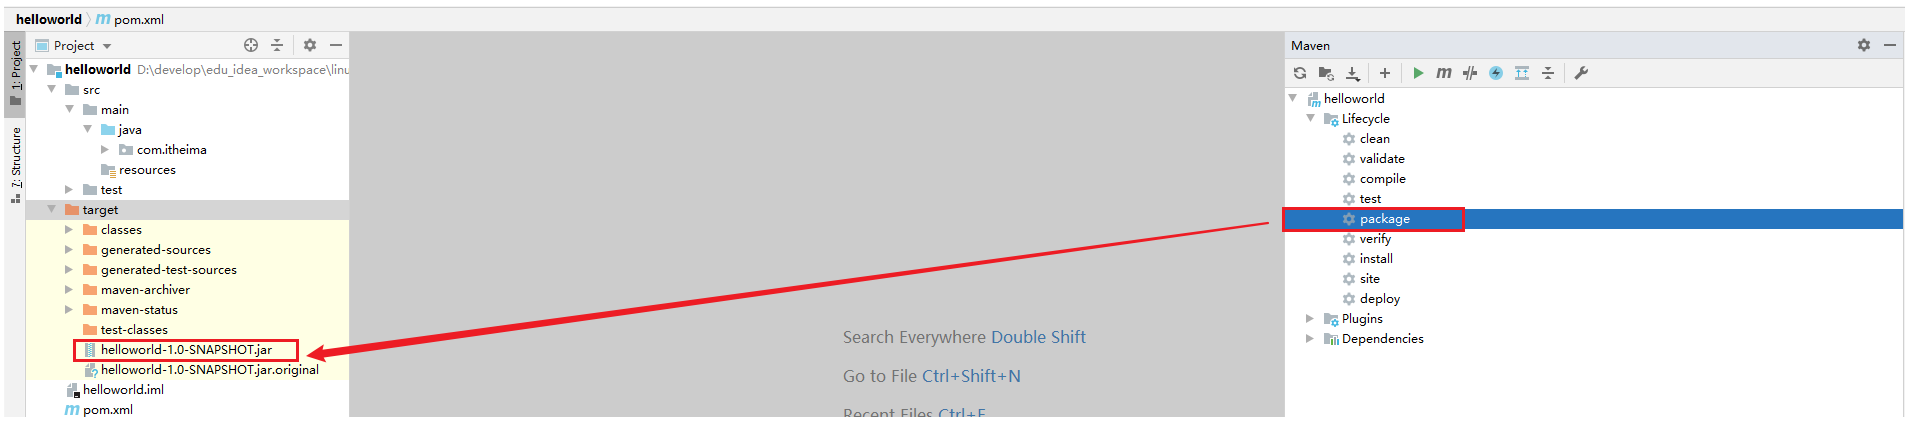 helloworld pom.xml
1: Project
7: Structure
Project
helloworld D:\develop\edu_idea_workspace\linu
src
main
java
com.itheima
resources
test
target
classes
generated-sources
generated-test-sources
maven-archiver
maven-status
test-classes
helloworld-1.0-SNAPSHOT.jar
helloworld-1.0-SNAPSHOT.jar.original
helloworld.iml
pom.xml
Search Everywhere Double Shift
Go to File Ctrl+Shift+N
Recent Files Ctrl+E
Maven
helloworld
Lifecycle
clean
validate
compile
test
package
verify
install
site
deploy
Plugins
Dependencies